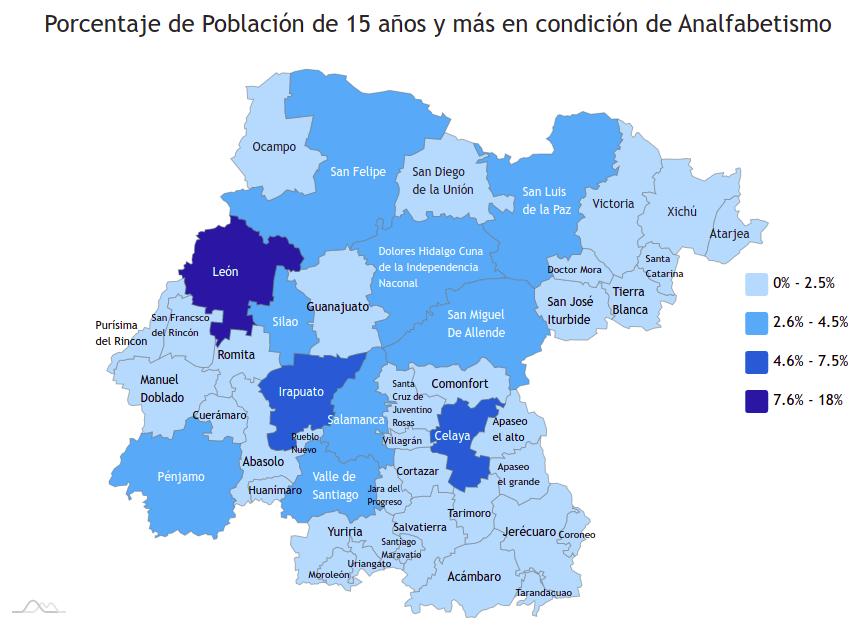 Porcentaje de Población de 15 años y más en condición de Analfabetismo
Ocampo
San Felipe
San Diego
de la Unión
San Luis
de la Paz
Victoria
Xichú
Atarjea
León
Dolores Hidalgo Cuna
de la Independencia
Naconal
Doctor Mora
Santa
Catarina
0% - 2.5%
Guanajuato
San José
Iturbide
Tierra
Blanca
Purísima
del Rincon
San Francsco
del Rincón
Silao
San Miguel
De Allende
2.6% - 4.5%
Romita
4.6% - 7.5%
Manuel
Doblado
Irapuato
Santa
Cruz de
Juventino
Rosas
Comonfort
7.6% - 18%
Cuerámaro
Salamanca
Apaseo
el alto
Pueblo
Nuevo
Villagrán
Celaya
Abasolo
Pénjamo
Valle de
Santiago
Cortazar
Apaseo
el grande
Huanimáro
Jara del
Progreso
Tarimoro
Yuriria
Salvatierra
Jerécuaro
Coroneo
Santiago
Maravatío
Uriangato
Moroleón
Acámbaro
Tarandacuao